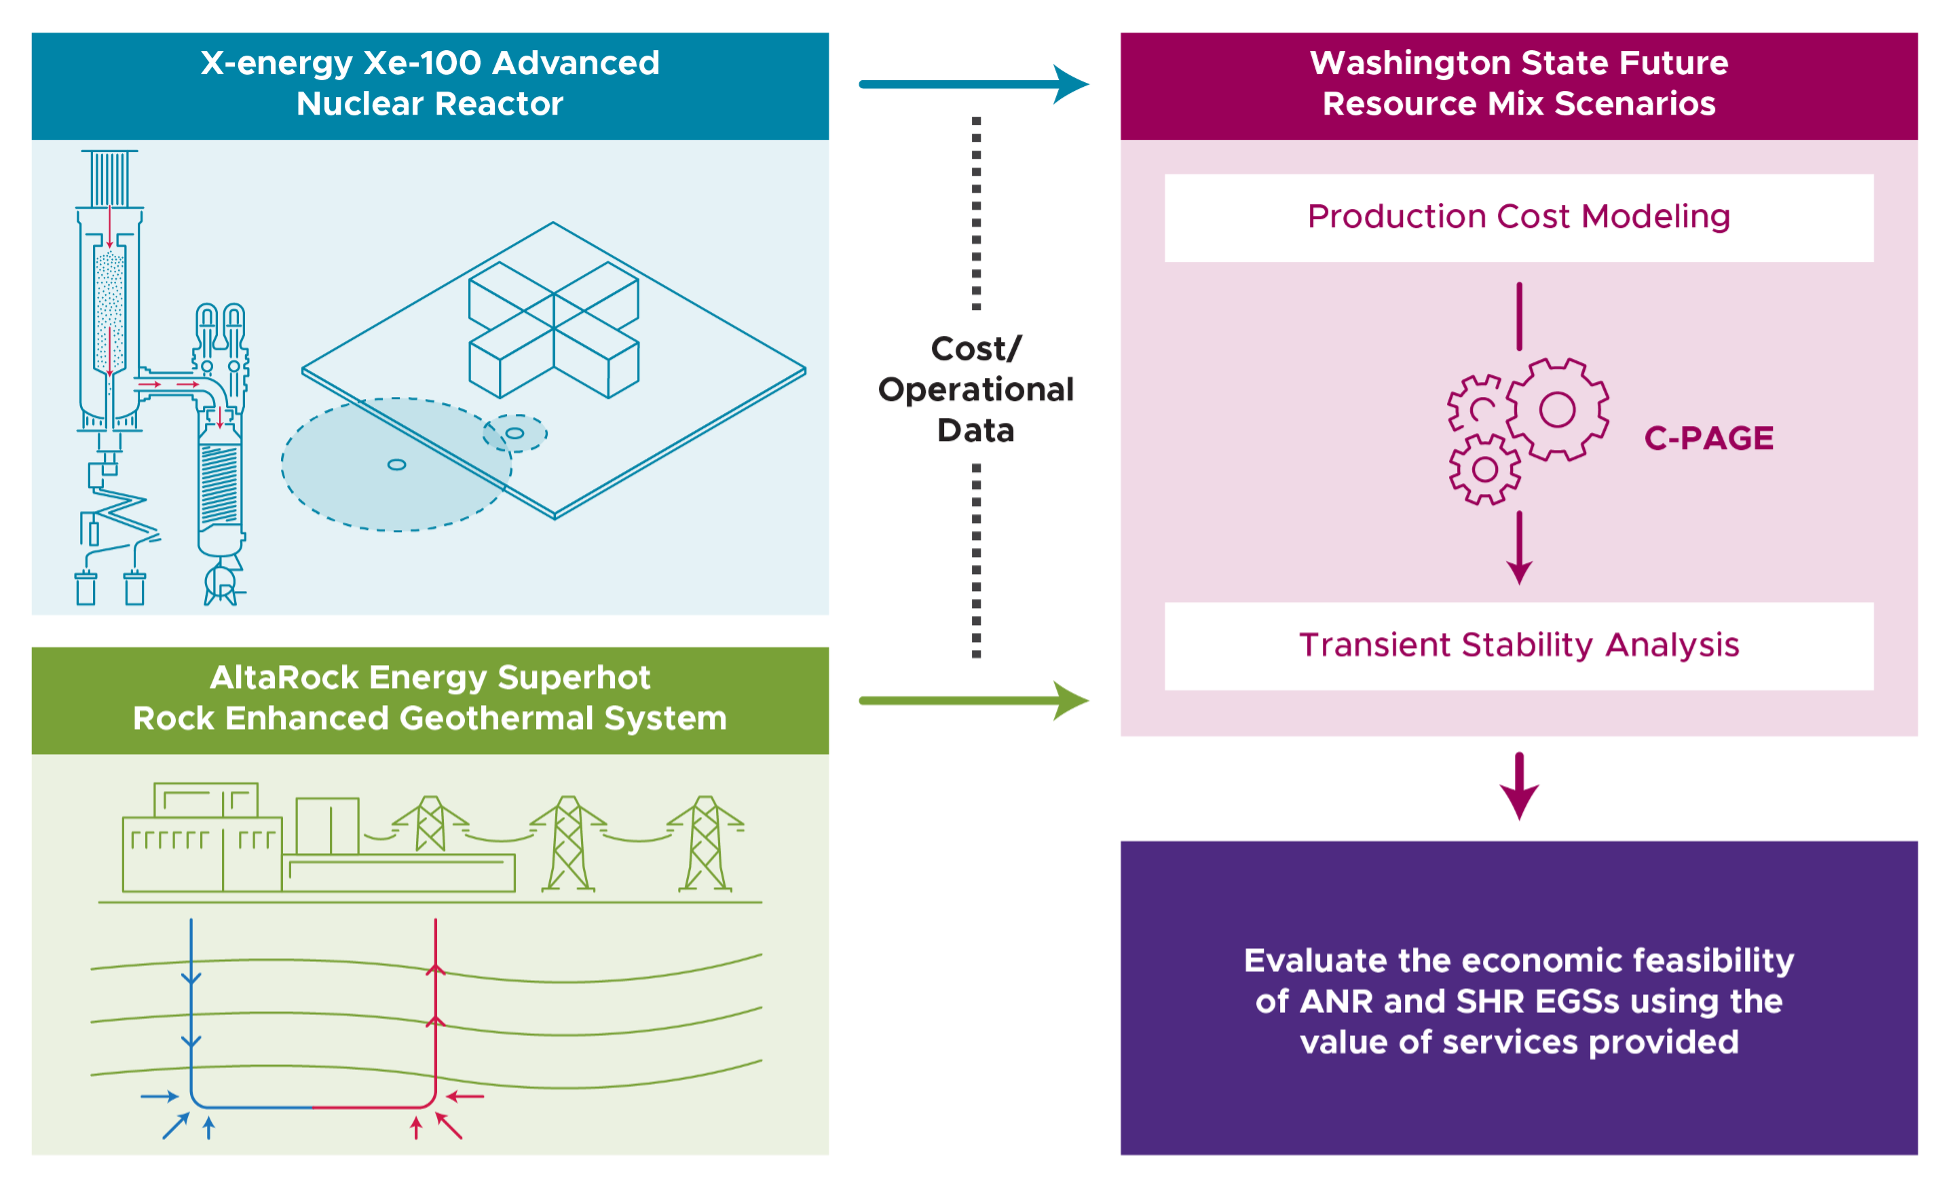 X-energy Xe-100 Advanced
Nuclear Reactor
Cost/
Operational
Data
AltaRock Energy Superhot
Rock Enhanced Geothermal System
Washington State Future
Resource Mix Scenarios
Production Cost Modeling
C-PAGE
Transient Stability Analysis
Evaluate the economic feasibility
of ANR and SHR EGSs using the
value of services provided